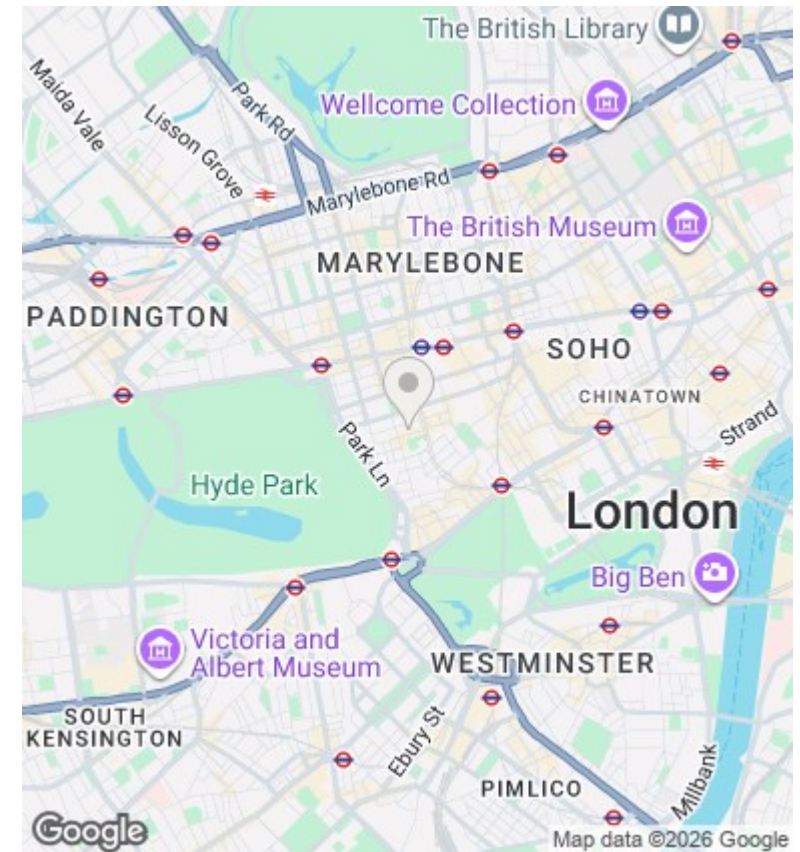 The British Library
Maida Vale
Park Rd
Wellcome Collection
Lisson Grove
Marylebone Rd
The British Museum
MARYLEBONE
PADDINGTON
SOHO
CHINATOWN
Strand
Park Ln
Hyde Park
London
Big Ben
Victoria and
Albert Museum
WESTMINSTER
SOUTH
KENSINGTON
Ebury St
PIMLICO
Millbank
Google
Map data ©2026 Google